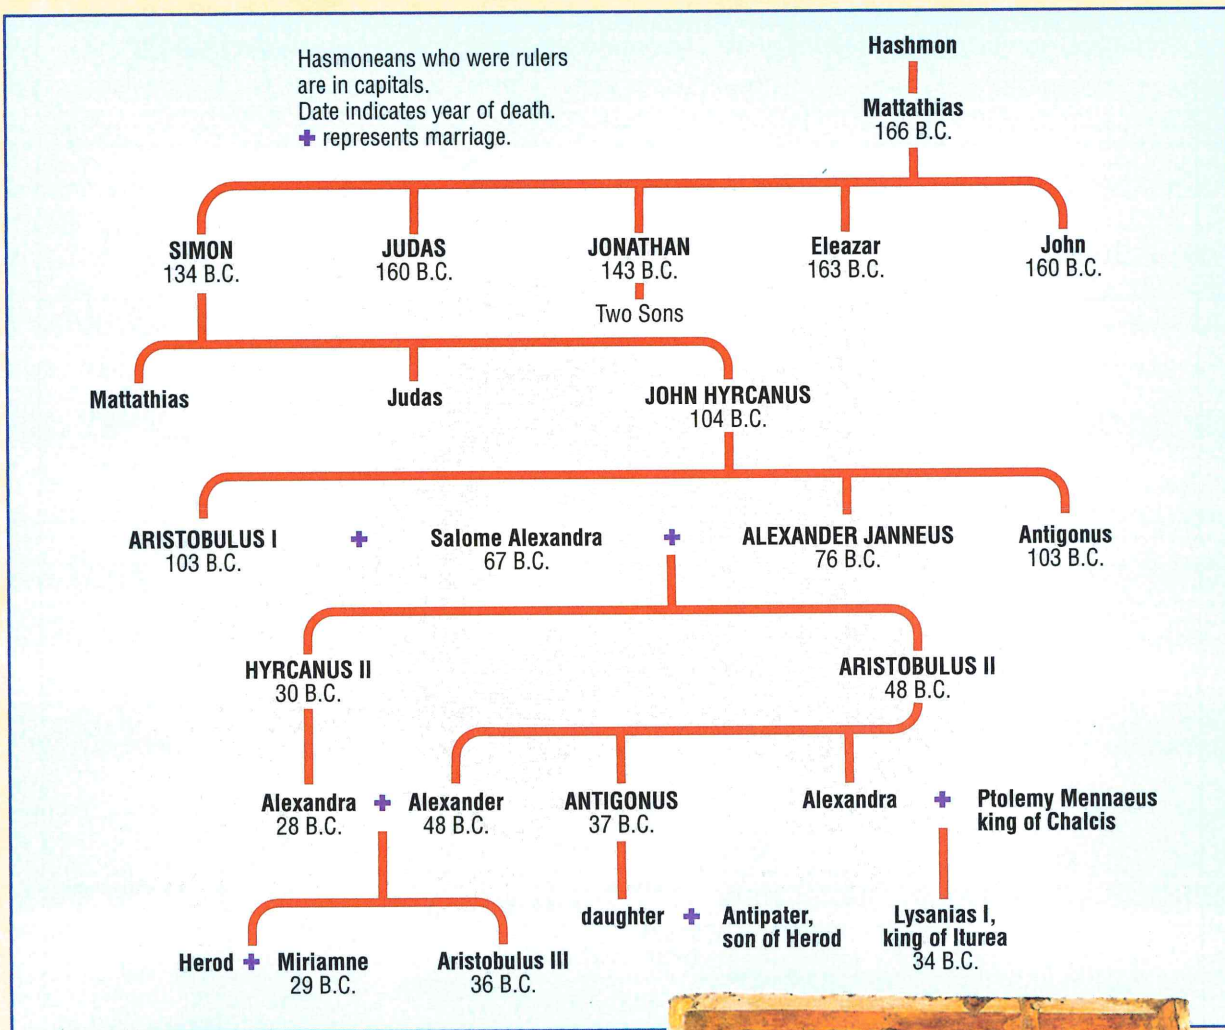 Hasmoneans who were rulers
are in capitals.
Date indicates year of death.
+ represents marriage.
Hashmon
Mattathias
166 B.C.
SIMON
134 B.C.
JUDAS
160 B.C.
JONATHAN
143 B.C.
Two Sons
Eleazar
163 B.C.
John
160 B.C.
Mattathias
Judas
JOHN HYRCANUS
104 B.C.
ARISTOBULUS I
103 B.C.
+
Salome Alexandra
67 B.C.
+
ALEXANDER JANNEUS
76 B.C.
Antigonus
103 B.C.
HYRCANUS II
30 B.C.
ARISTOBULUS II
48 B.C.
Alexandra
28 B.C.
+
Alexander
48 B.C.
ANTIGONUS
37 B.C.
Alexandra
+
Ptolemy Mennaeus
king of Chalcis
Herod + Miriamne
29 B.C.
Aristobulus III
36 B.C.
daughter
+
Antipater,
son of Herod
Lysanias I,
king of Iturea
34 B.C.